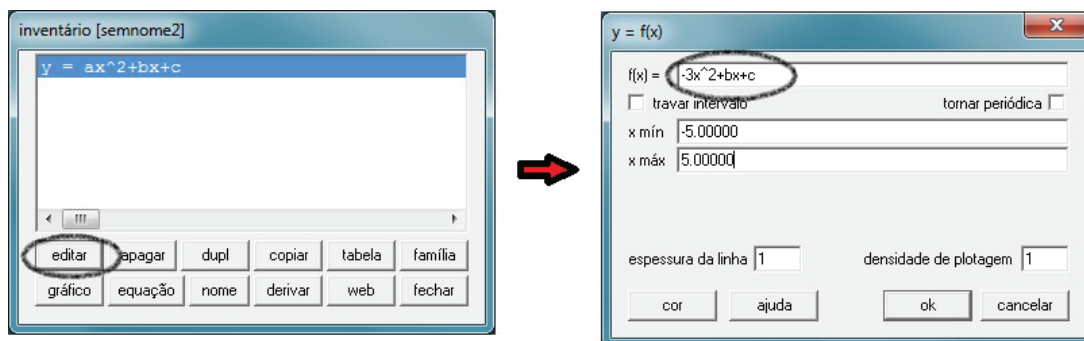 inventário [semnome2]
y = ax^2+bx+c
editar apagar dupl copiar tabela família
gráfico equação nome derivar web fechar
y = f(x)
f(x) = -3x^2+bx+c
travar intervalo tornar periódica
x mín -5.00000
x máx 5.00000
espessura da linha 1 densidade de plotagem 1
cor ajuda ok cancelar